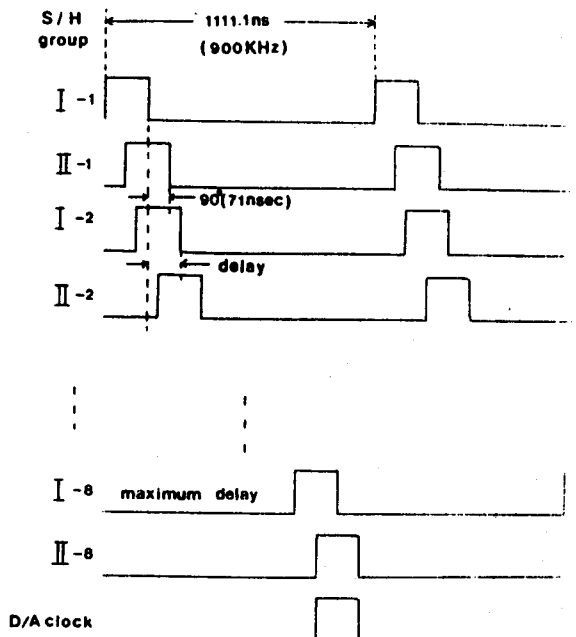 S/H
group
1111.1ns
(900KHz)
I-1
II-1
90°(71nsec)
I-2
delay
II-2
I-8
maximum delay
II-8
D/A clock